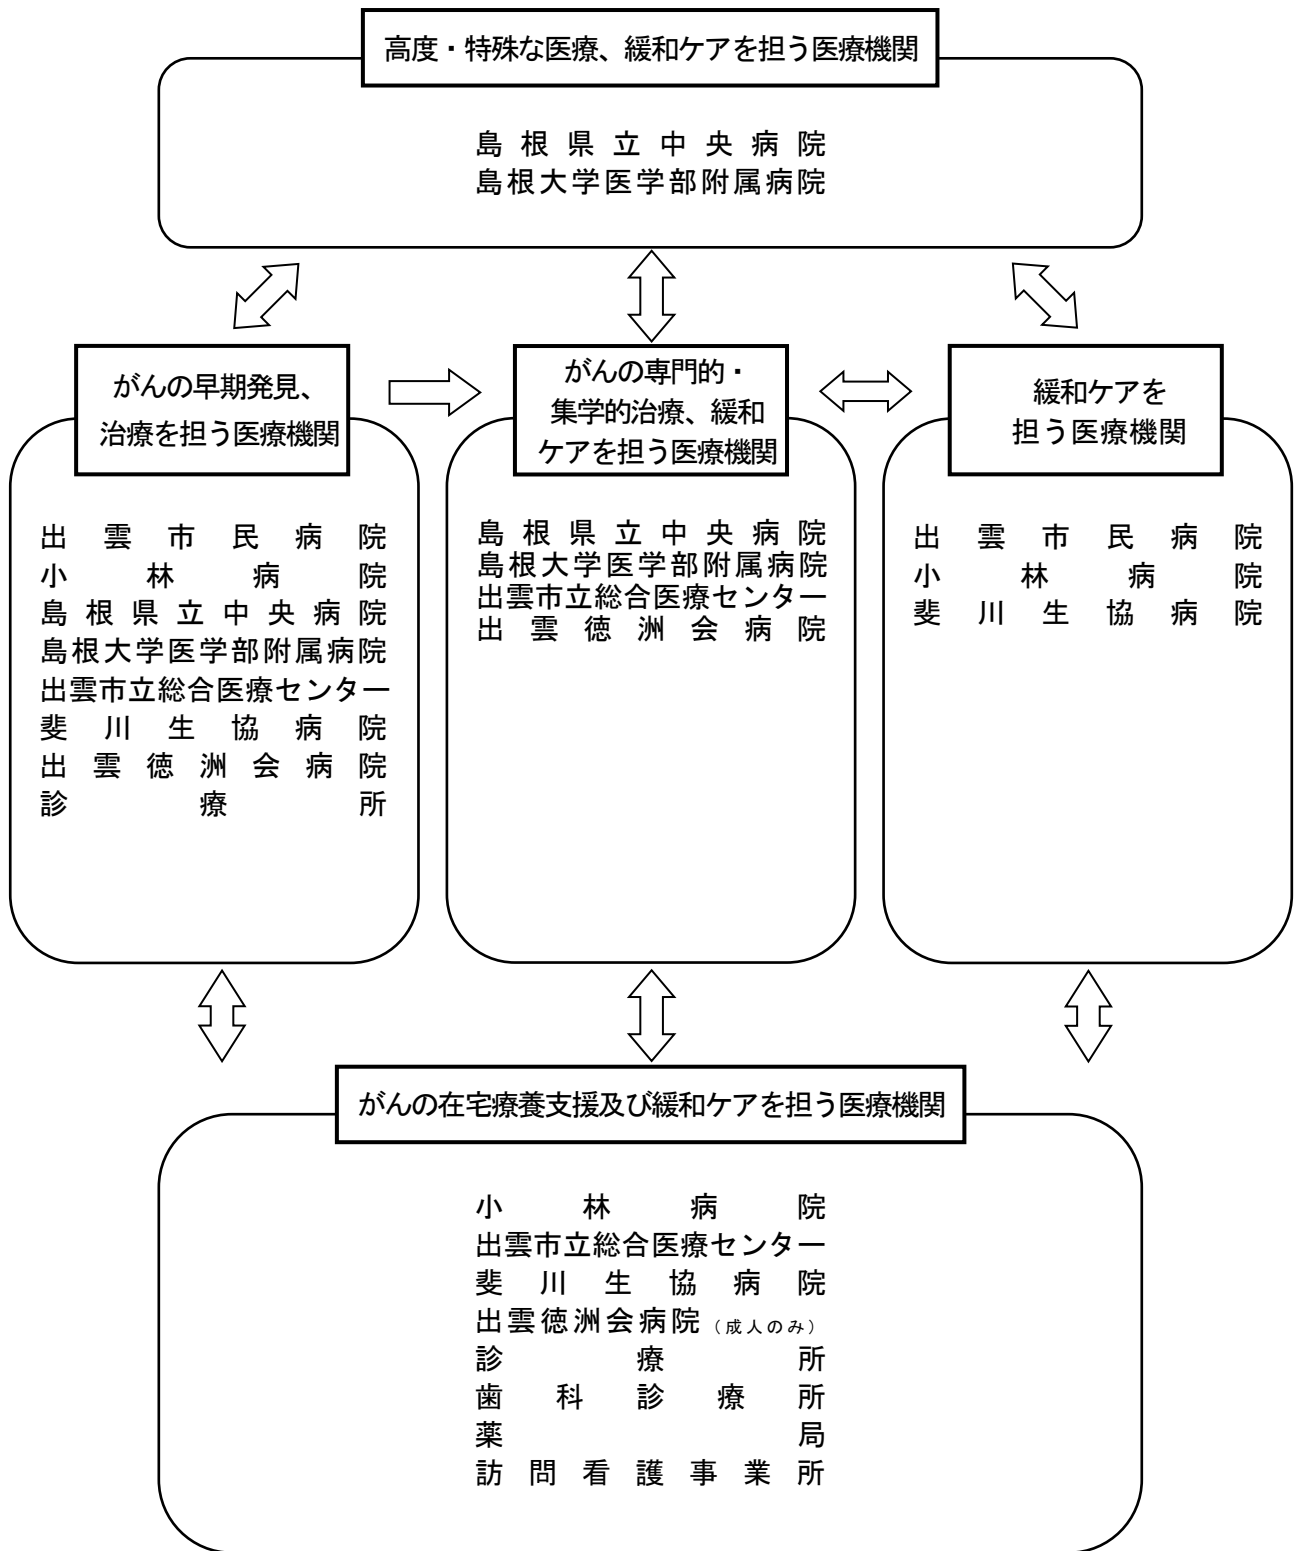 高度・特殊な医療、緩和ケアを担う医療機関
島根県立中央病院
島根大学医学部附属病院
がんの早期発見、
治療を担う医療機関
出雲市民病院
小林病院
島根県立中央病院
島根大学医学部附属病院
出雲市立総合医療センター
斐川生協病院
出雲徳洲会病院
診療所
がんの専門的・
集学的治療、緩和
ケアを担う医療機関
島根県立中央病院
島根大学医学部附属病院
出雲市立総合医療センター
出雲徳洲会病院
緩和ケアを
担う医療機関
出雲市民病院
小林病院
斐川生協病院
がんの在宅療養支援及び緩和ケアを担う医療機関
小林病院
出雲市立総合医療センター
斐川生協病院
出雲徳洲会病院（成人のみ）
診療所
歯科診療所
薬局
訪問看護事業所